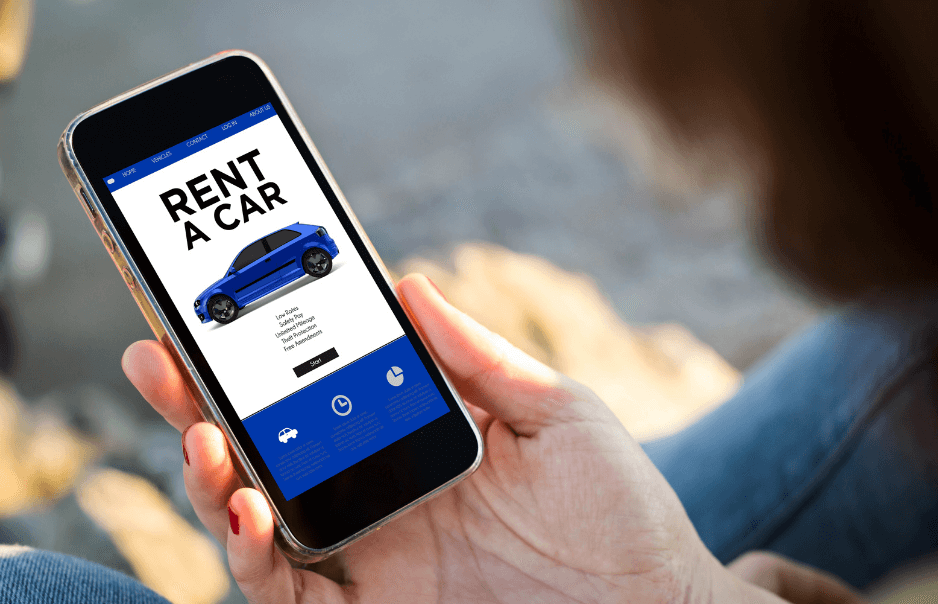 HOME VEHICLES CONTACT LOG IN ABOUT US
RENT
A CAR
Low Rates
Safety Pay
Unlimited Mileage
Theft Protection
Free Amendments
Start